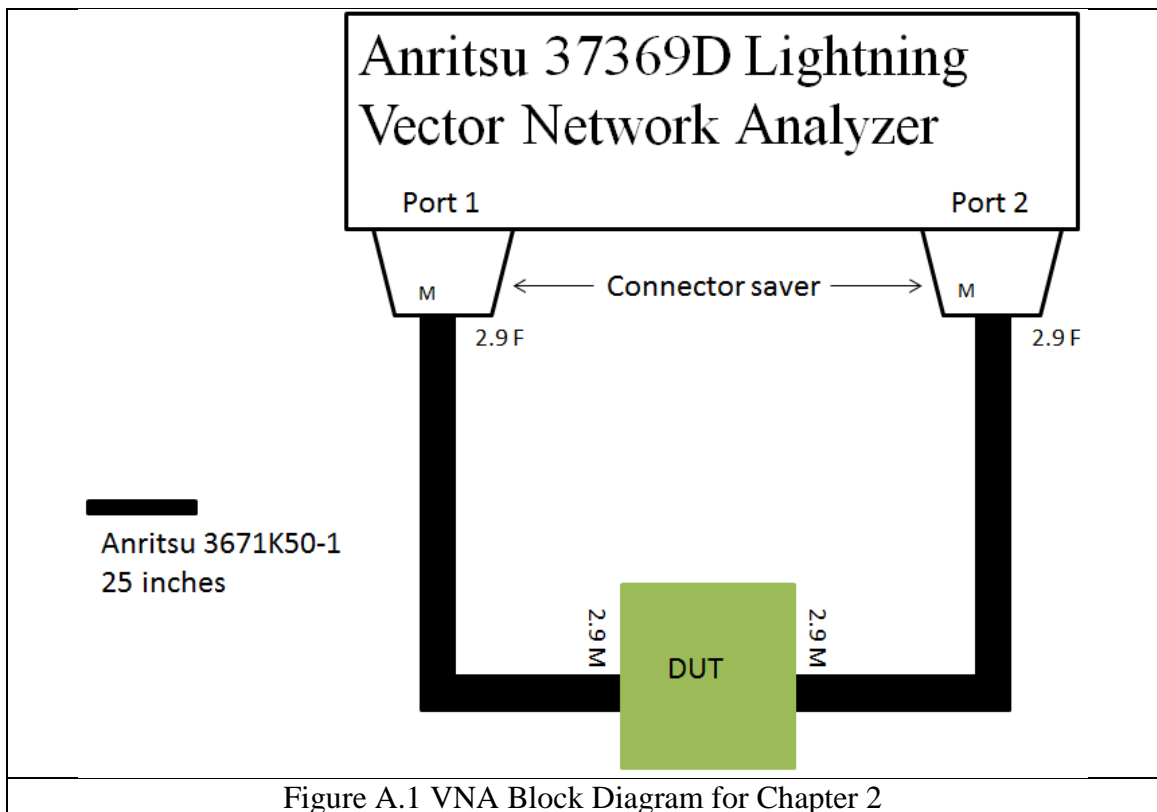 Anritsu 37369D Lightning
Vector Network Analyzer
Port 1
Port 2
M
Connector saver
M
2.9 F
2.9 F
Anritsu 3671K50-1
25 inches
2.9 M
DUT
2.9 M
Figure A.1 VNA Block Diagram for Chapter 2